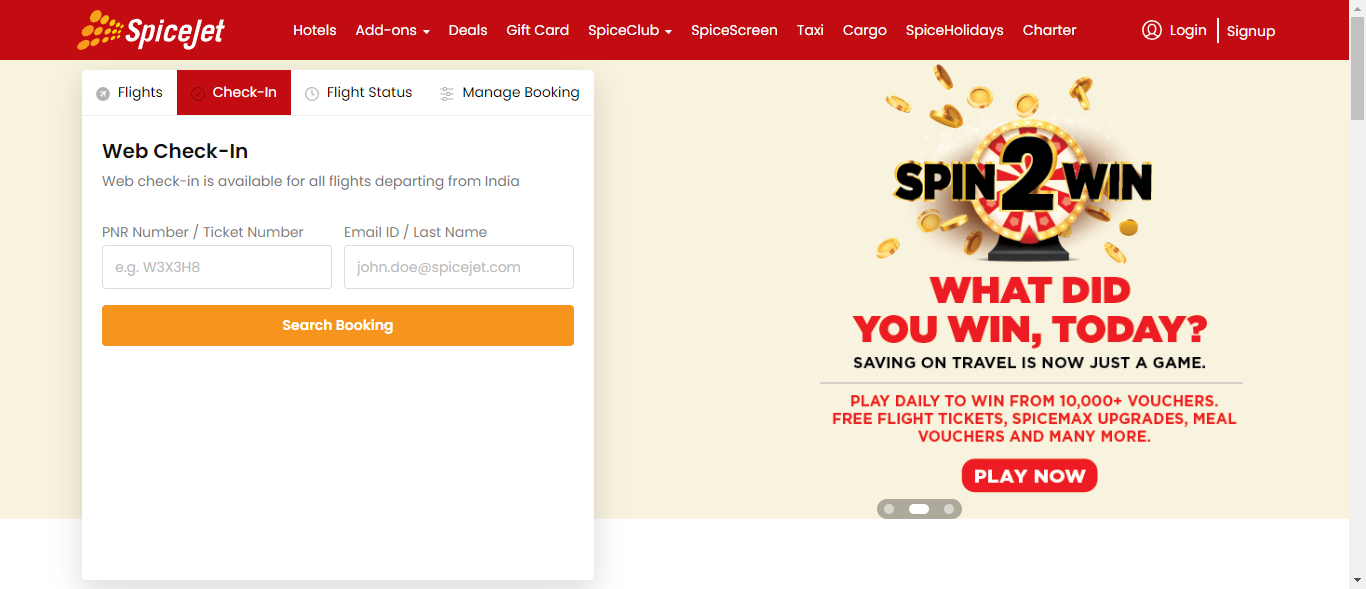 SpiceJet Hotels Add-ons Deals Gift Card SpiceClub SpiceScreen Taxi Cargo SpiceHolidays Charter Login Signup
Flights Check-In Flight Status Manage Booking
Web Check-In
Web check-in is available for all flights departing from India
PNR Number / Ticket Number Email ID / Last Name
e.g. W3X3H8 john.doe@spicejet.com
Search Booking
SPIN 2 WIN
WHAT DID
YOU WIN, TODAY?
SAVING ON TRAVEL IS NOW JUST A GAME.
PLAY DAILY TO WIN FROM 10,000+ VOUCHERS.
FREE FLIGHT TICKETS, SPICEMAX UPGRADES, MEAL
VOUCHERS AND MANY MORE.
PLAY NOW